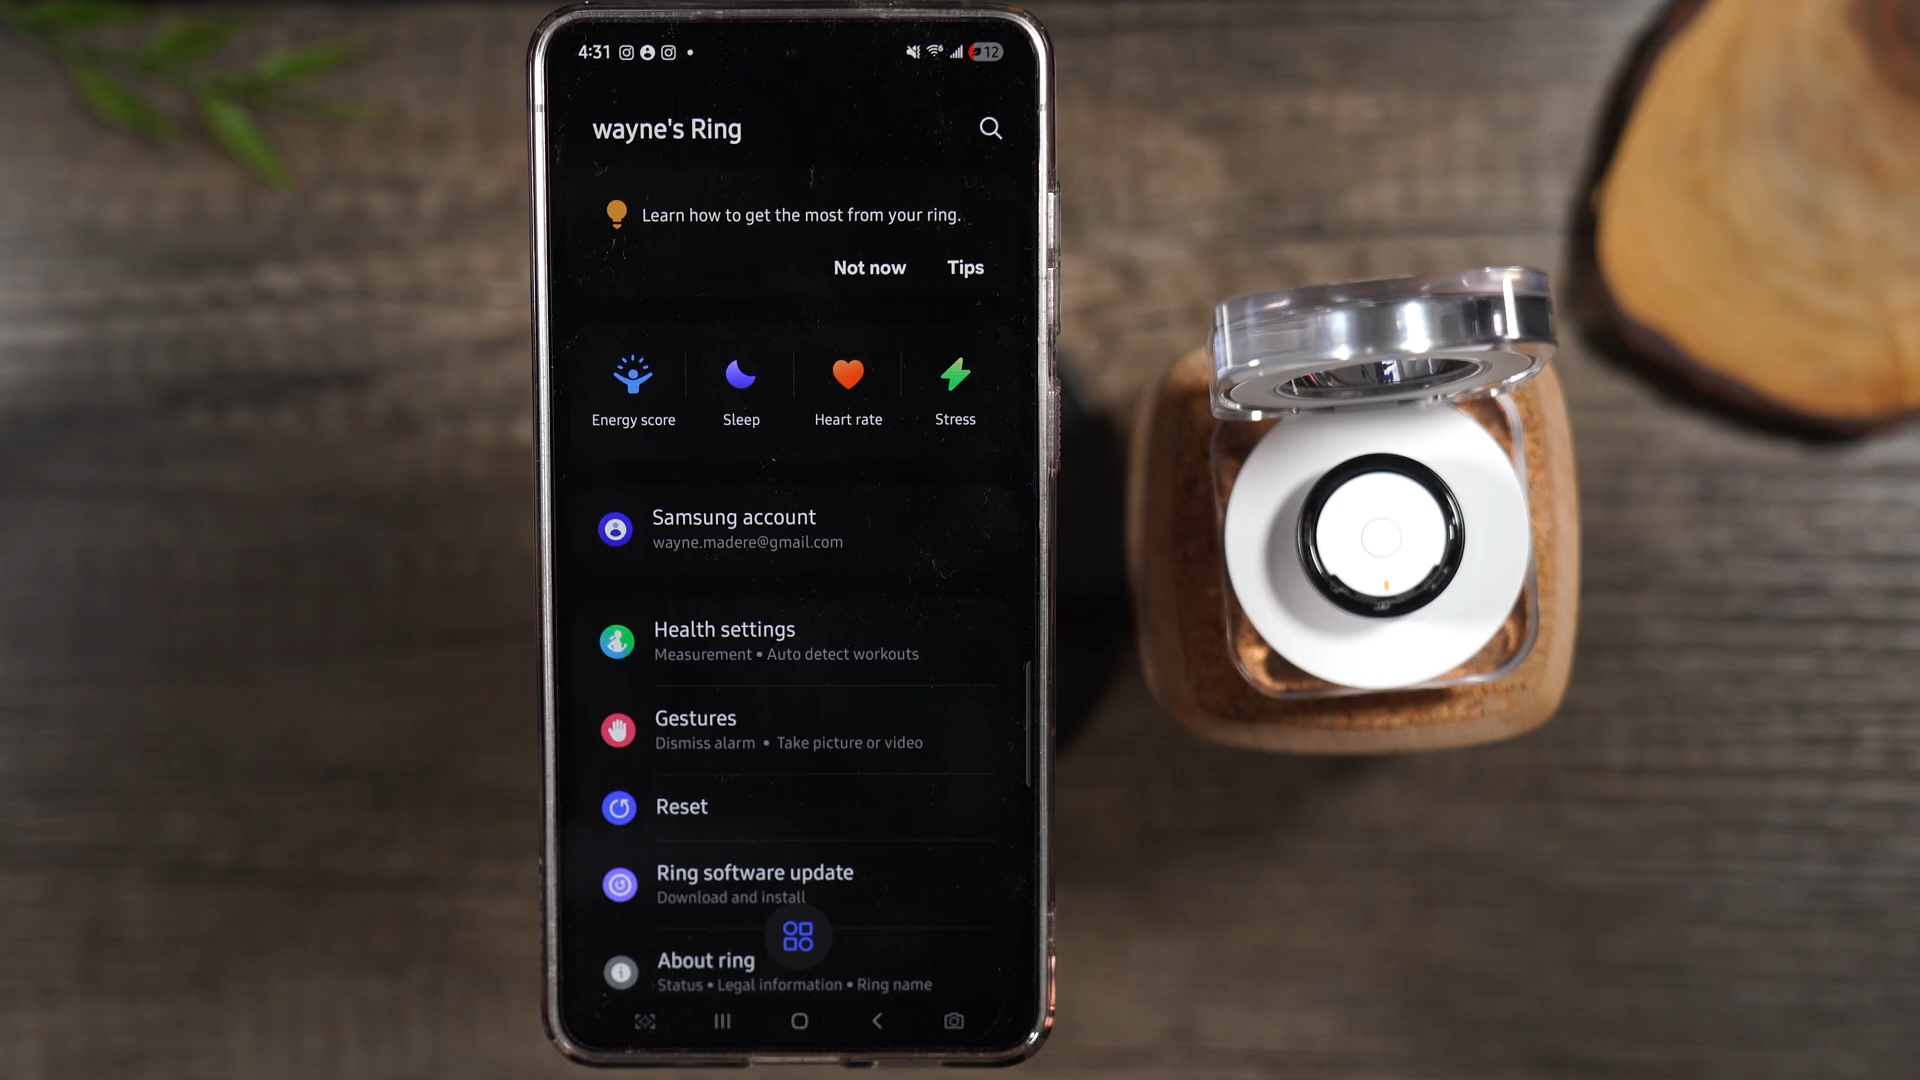 4:31
12
wayne's Ring
Learn how to get the most from your ring.
Not now Tips
Energy score Sleep Heart rate Stress
Samsung account
wayne.madere@gmail.com
Health settings
Measurement • Auto detect workouts
Gestures
Dismiss alarm • Take picture or video
Reset
Ring software update
Download and install
About ring
Status • Legal information • Ring name